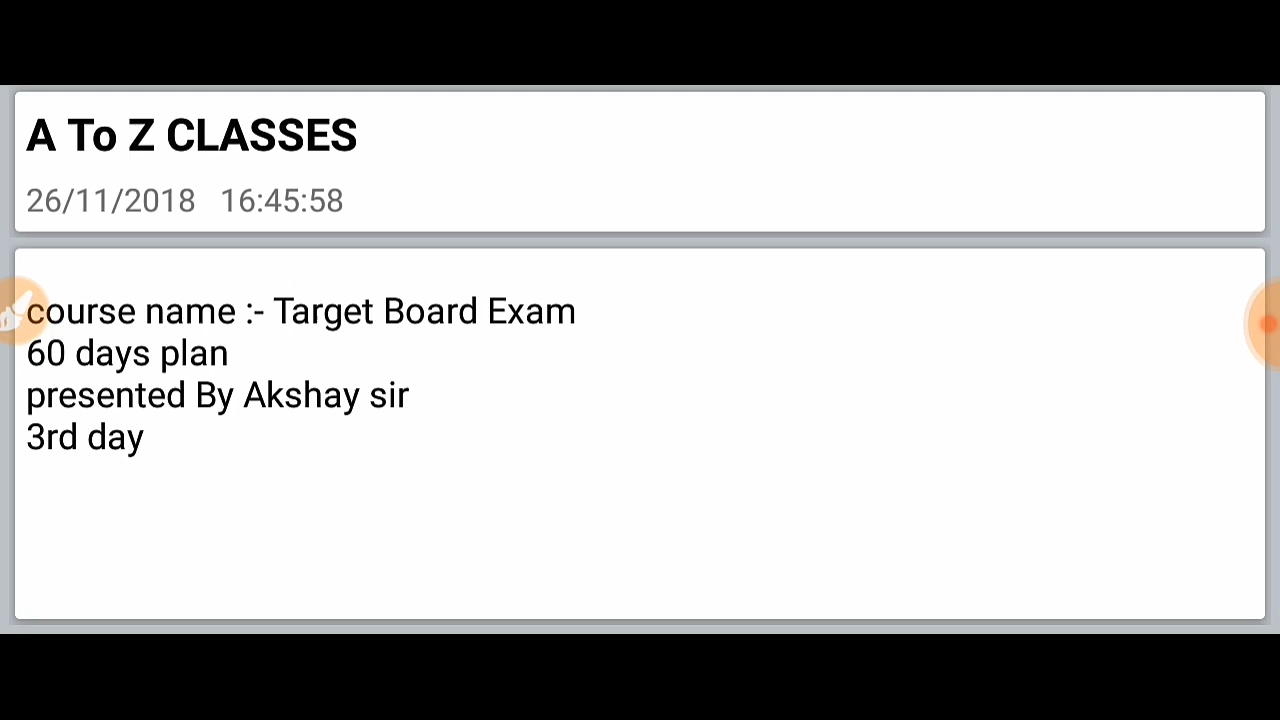 A To Z CLASSES
26/11/2018 16:45:58
course name :- Target Board Exam
60 days plan
presented By Akshay sir
3rd day